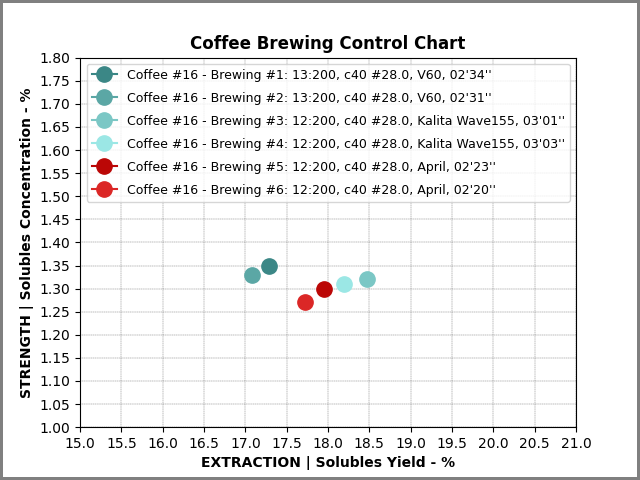 Coffee Brewing Control Chart
STRENGTH | Solubles Concentration - %
1.80
1.75
1.70
1.65
1.60
1.55
1.50
1.45
1.40
1.35
1.30
1.25
1.20
1.15
1.10
1.05
1.00
Coffee #16 - Brewing #1: 13:200, c40 #28.0, V60, 02'34''
Coffee #16 - Brewing #2: 13:200, c40 #28.0, V60, 02'31''
Coffee #16 - Brewing #3: 12:200, c40 #28.0, Kalita Wave155, 03'01''
Coffee #16 - Brewing #4: 12:200, c40 #28.0, Kalita Wave155, 03'03''
Coffee #16 - Brewing #5: 12:200, c40 #28.0, April, 02'23''
Coffee #16 - Brewing #6: 12:200, c40 #28.0, April, 02'20''
15.0 15.5 16.0 16.5 17.0 17.5 18.0 18.5 19.0 19.5 20.0 20.5 21.0
EXTRACTION | Solubles Yield - %